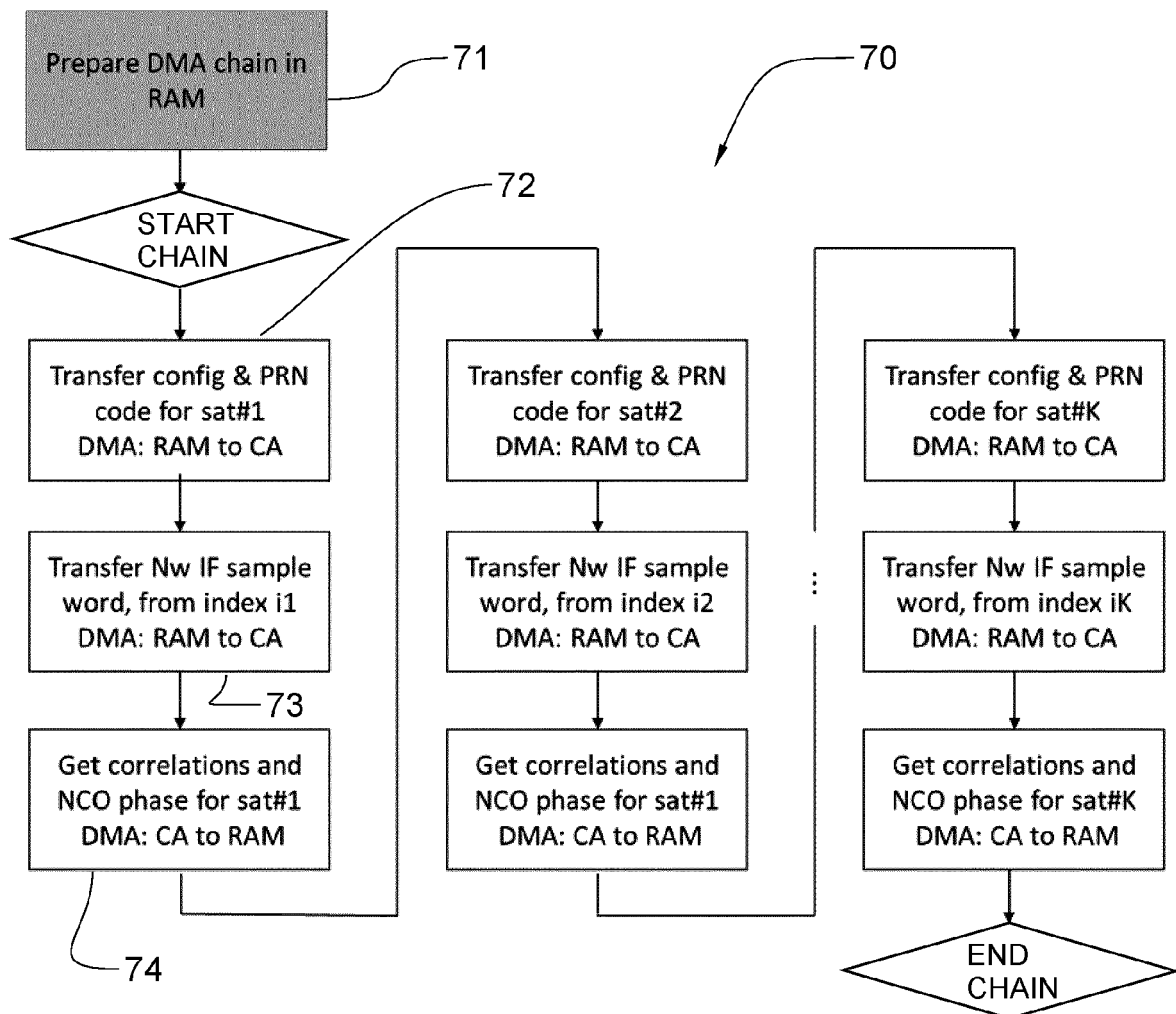 Prepare DMA chain in
RAM
71
70
START
CHAIN
72
Transfer config & PRN
code for sat#1
DMA: RAM to CA
Transfer Nw IF sample
word, from index i1
DMA: RAM to CA
73
Get correlations and
NCO phase for sat#1
DMA: CA to RAM
74
Transfer config & PRN
code for sat#2
DMA: RAM to CA
Transfer Nw IF sample
word, from index i2
DMA: RAM to CA
Get correlations and
NCO phase for sat#1
DMA: CA to RAM
...
Transfer config & PRN
code for sat#K
DMA: RAM to CA
Transfer Nw IF sample
word, from index iK
DMA: RAM to CA
Get correlations and
NCO phase for sat#K
DMA: CA to RAM
END
CHAIN